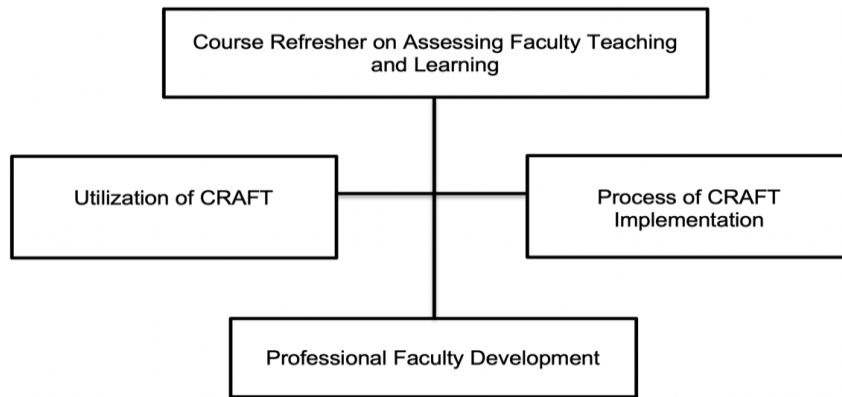 Course Refresher on Assessing Faculty Teaching
and Learning
Utilization of CRAFT
Process of CRAFT
Implementation
Professional Faculty Development